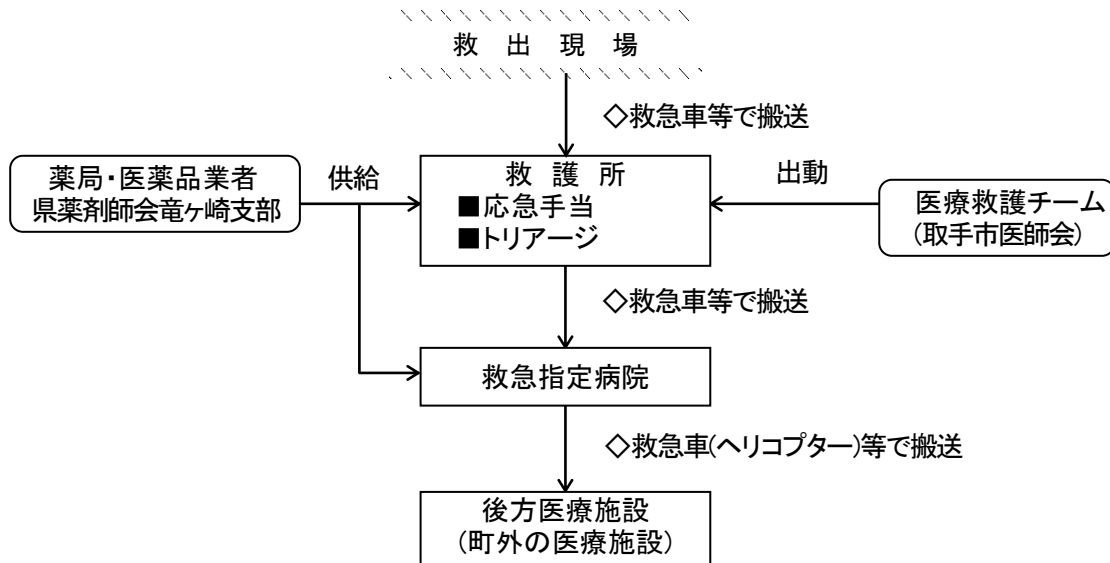 救出現場
◇救急車等で搬送
薬局・医薬品業者
県薬剤師会竜ヶ崎支部
供給
救護所
■応急手当
■トリアージ
出動
医療救護チーム
(取手市医師会)
◇救急車等で搬送
救急指定病院
◇救急車(ヘリコプター)等で搬送
後方医療施設
(町外の医療施設)